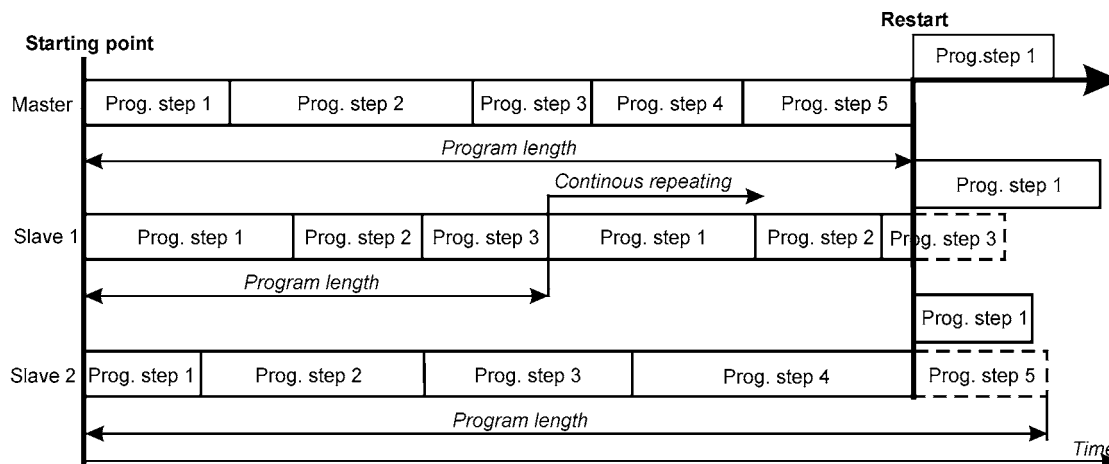 Restart
Starting point
Prog.step 1
Master
Prog. step 1
Prog. step 2
Prog. step 3
Prog. step 4
Prog. step 5
Program length
Continous repeating
Prog. step 1
Slave 1
Prog. step 1
Prog. step 2
Prog. step 3
Prog. step 1
Prog. step 2
Prog. step 3
Program length
Prog. step 1
Slave 2
Prog. step 1
Prog. step 2
Prog. step 3
Prog. step 4
Prog. step 5
Program length
Time